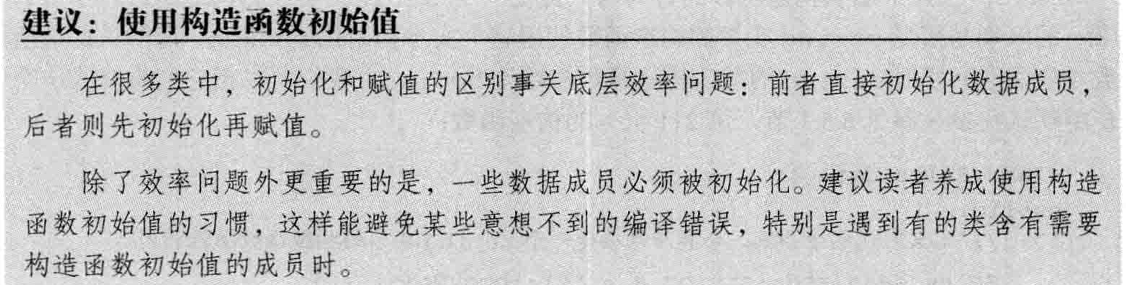 建议：使用构造函数初始值
在很多类中，初始化和赋值的区别事关底层效率问题：前者直接初始化数据成员，
后者则先初始化再赋值。
除了效率问题外更重要的是，一些数据成员必须被初始化。建议读者养成使用构造
函数初始值的习惯，这样能避免某些意想不到的编译错误，特别是遇到有的类含有需要
构造函数初始值的成员时。